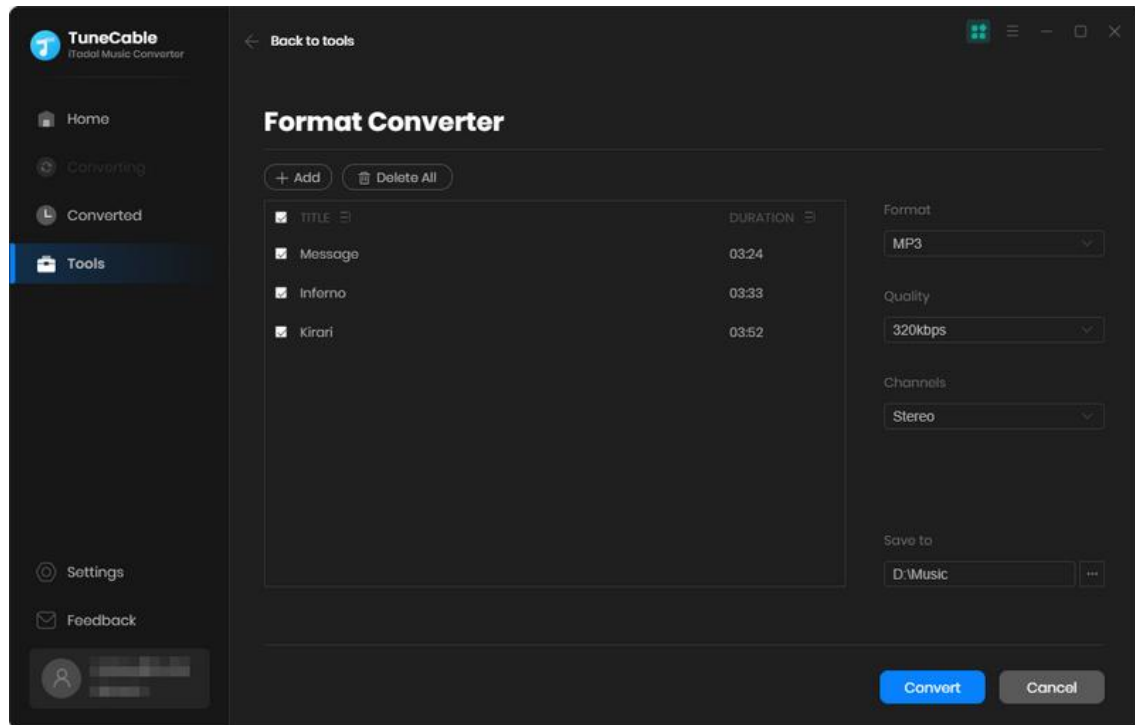 TuneCable
iTadal Music Converter
Back to tools
Home
Converting
Converted
Tools
Settings
Feedback
Format Converter
+ Add
Delete All
TITLE
DURATION
Message
03:24
Inferno
03:33
Kirari
03:52
Format
MP3
Quality
320kbps
Channels
Stereo
Save to
D:\Music
...
Convert
Cancel